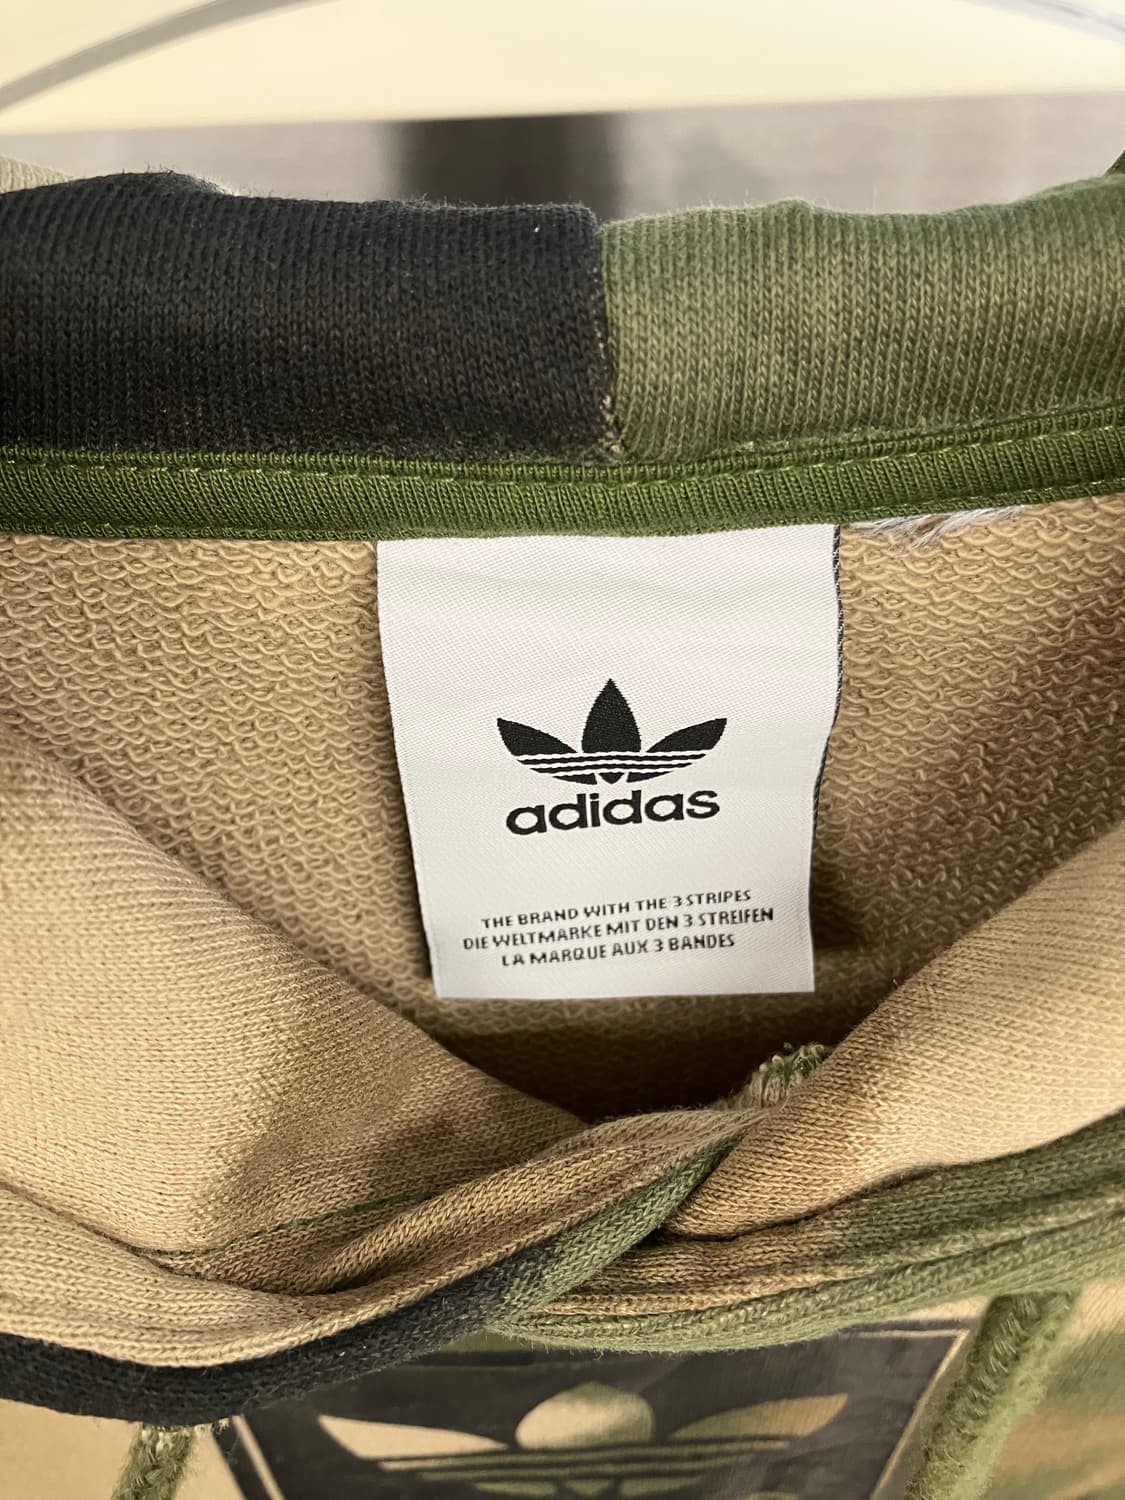 adidas
THE BRAND WITH THE 3 STRIPES
DIE WELTMARKE MIT DEN 3 STREIFEN
LA MARQUE AUX 3 BANDES